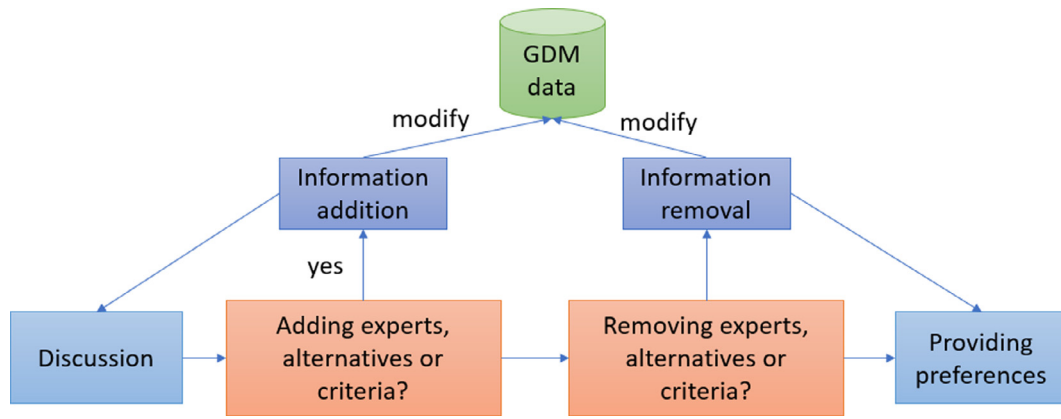 GDM
data
modify
modify
Information
addition
Information
removal
yes
Discussion
Adding experts,
alternatives or
criteria?
Removing experts,
alternatives or
criteria?
Providing
preferences